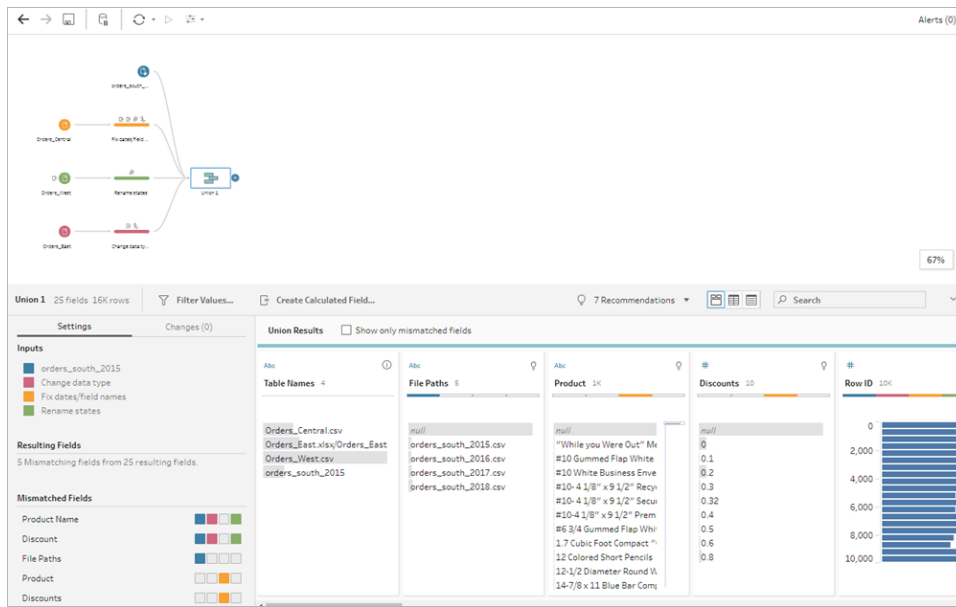 Alerts (0)
orders_south_...
Orders_Central
Fix dates/field ...
Orders_West
Rename states
Union 1
Orders_East
Change data ty...
67%
Union 1 25 fields 16K rows
Filter Values...
Create Calculated Field...
7 Recommendations
Search
Settings
Changes (0)
Union Results
Show only mismatched fields
Inputs
orders_south_2015
Change data type
Fix dates/field names
Rename states
Resulting Fields
5 Mismatching fields from 25 resulting fields.
Mismatched Fields
Product Name
Discount
File Paths
Product
Discounts
Abc
Table Names 4
Orders_Central.csv
Orders_East.xlsx/Orders_East
Orders_West.csv
orders_south_2015
Abc
File Paths 5
null
orders_south_2015.csv
orders_south_2016.csv
orders_south_2017.csv
orders_south_2018.csv
Abc
Product 1K
null
"While you Were Out" Me
#10 Gummed Flap White
#10 White Business Enve
#10- 4 1/8" x 9 1/2" Recy
#10- 4 1/8" x 9 1/2" Secu
#10-4 1/8" x 9 1/2" Prem
#6 3/4 Gummed Flap Whi
1.7 Cubic Foot Compact "
12 Colored Short Pencils
12-1/2 Diameter Round W
14-7/8 x 11 Blue Bar Comp
#
Discounts 10
null
0
0.1
0.2
0.3
0.32
0.4
0.5
0.6
0.8
#
Row ID 10K
0
2,000
4,000
6,000
8,000
10,000